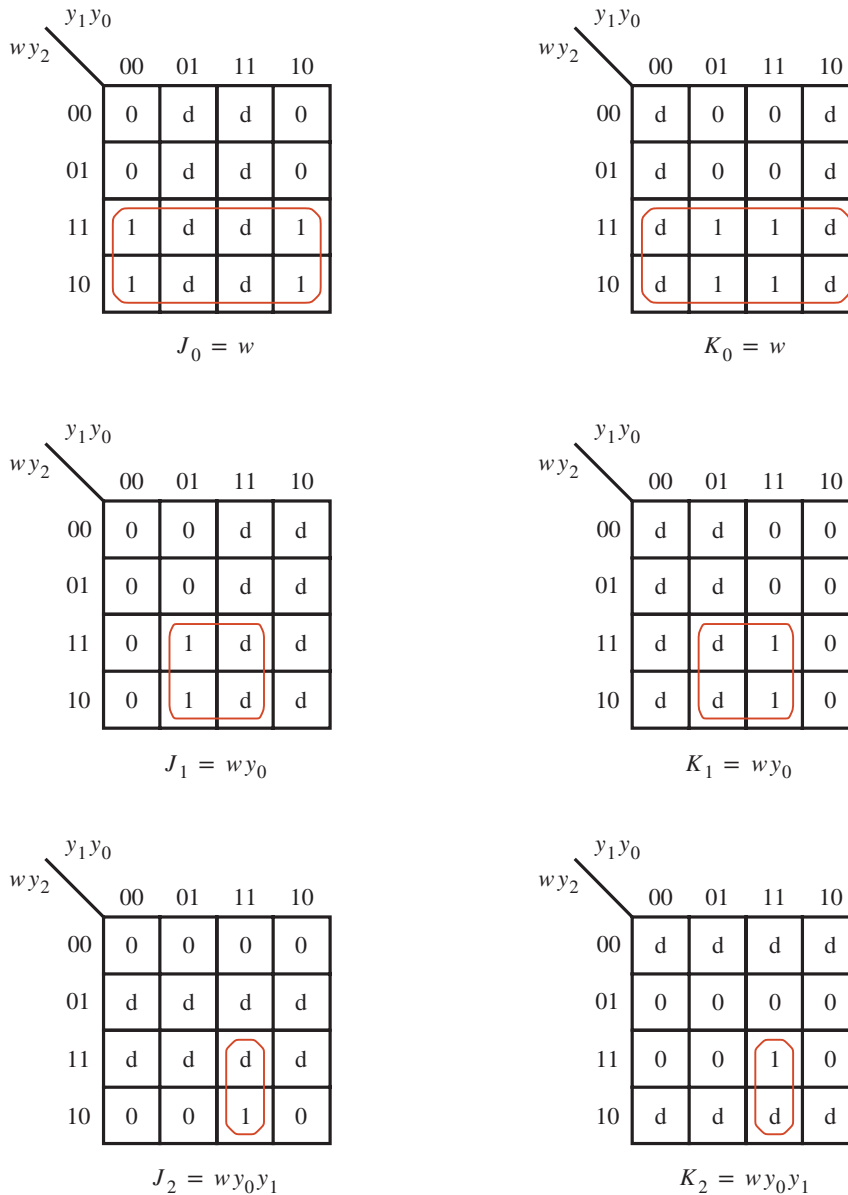 y₁y₀ y₁y₀
wy₂ wy₂
00 01 11 10 00 01 11 10
00 0 d d 0 00 d 0 0 d
01 0 d d 0 01 d 0 0 d
11 1 d d 1 11 d 1 1 d
10 1 d d 1 10 d 1 1 d
J₀ = w K₀ = w
y₁y₀ y₁y₀
wy₂ wy₂
00 01 11 10 00 01 11 10
00 0 0 d d 00 d d 0 0
01 0 0 d d 01 d d 0 0
11 0 1 d d 11 d d 1 0
10 0 1 d d 10 d d 1 0
J₁ = wy₀ K₁ = wy₀
y₁y₀ y₁y₀
wy₂ wy₂
00 01 11 10 00 01 11 10
00 0 0 0 0 00 d d d d
01 d d d d 01 0 0 0 0
11 d d d d 11 0 0 1 0
10 0 0 1 0 10 d d d d
J₂ = wy₀y₁ K₂ = wy₀y₁